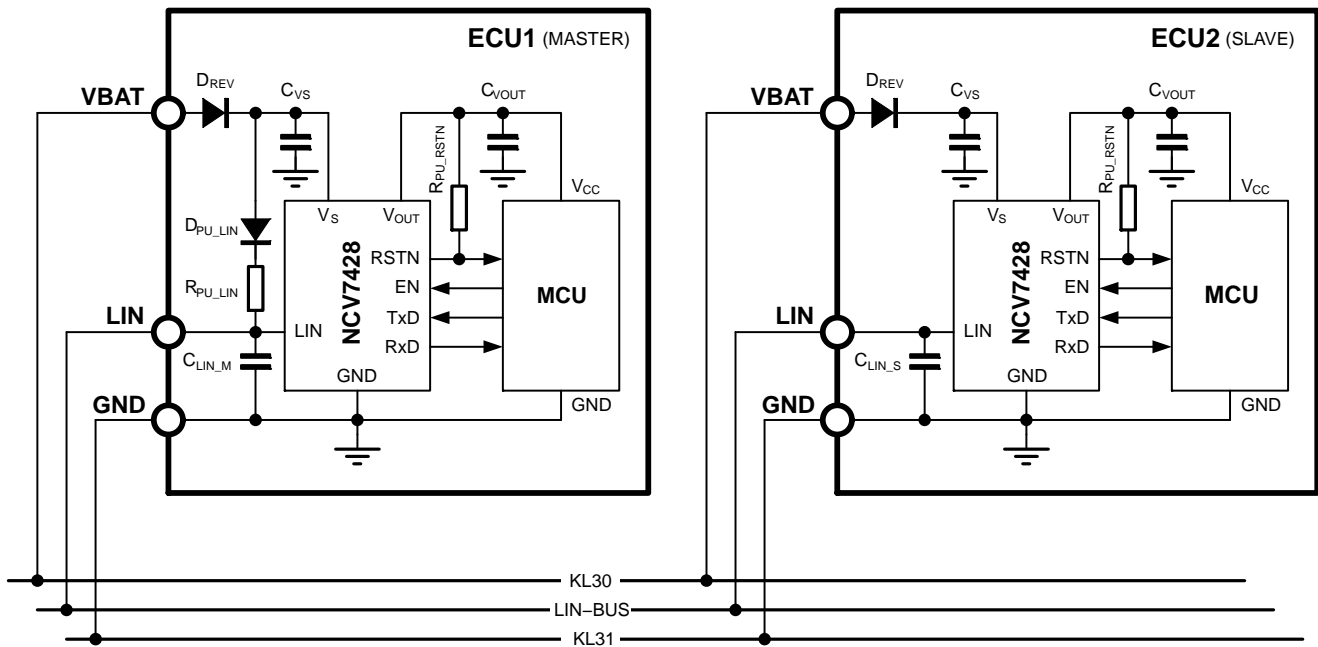 ECU1 (MASTER)
DREV
CVS
CVOUT
VBAT
RPU_RSTN
VCC
VS
VOUT
DPU_LIN
RSTN
NCV7428
EN
MCU
RPU_LIN
TxD
LIN
LIN
RxD
CLIN_M
GND
GND
GND
ECU2 (SLAVE)
DREV
CVS
CVOUT
VBAT
RPU_RSTN
VCC
VS
VOUT
RSTN
NCV7428
EN
MCU
TxD
LIN
LIN
RxD
CLIN_S
GND
GND
GND
KL30
LIN−BUS
KL31